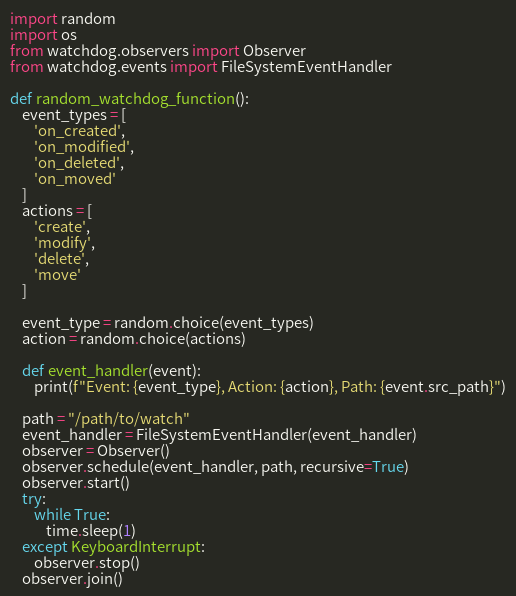 import random
import os
from watchdog.observers import Observer
from watchdog.events import FileSystemEventHandler

def random_watchdog_function():
    event_types = [
        'on_created',
        'on_modified',
        'on_deleted',
        'on_moved'
    ]
    actions = [
        'create',
        'modify',
        'delete',
        'move'
    ]

    event_type = random.choice(event_types)
    action = random.choice(actions)

    def event_handler(event):
        print(f"Event: {event_type}, Action: {action}, Path: {event.src_path}")

    path = "/path/to/watch"
    event_handler = FileSystemEventHandler(event_handler)
    observer = Observer()
    observer.schedule(event_handler, path, recursive=True)
    observer.start()
    try:
        while True:
            time.sleep(1)
    except KeyboardInterrupt:
        observer.stop()
    observer.join()